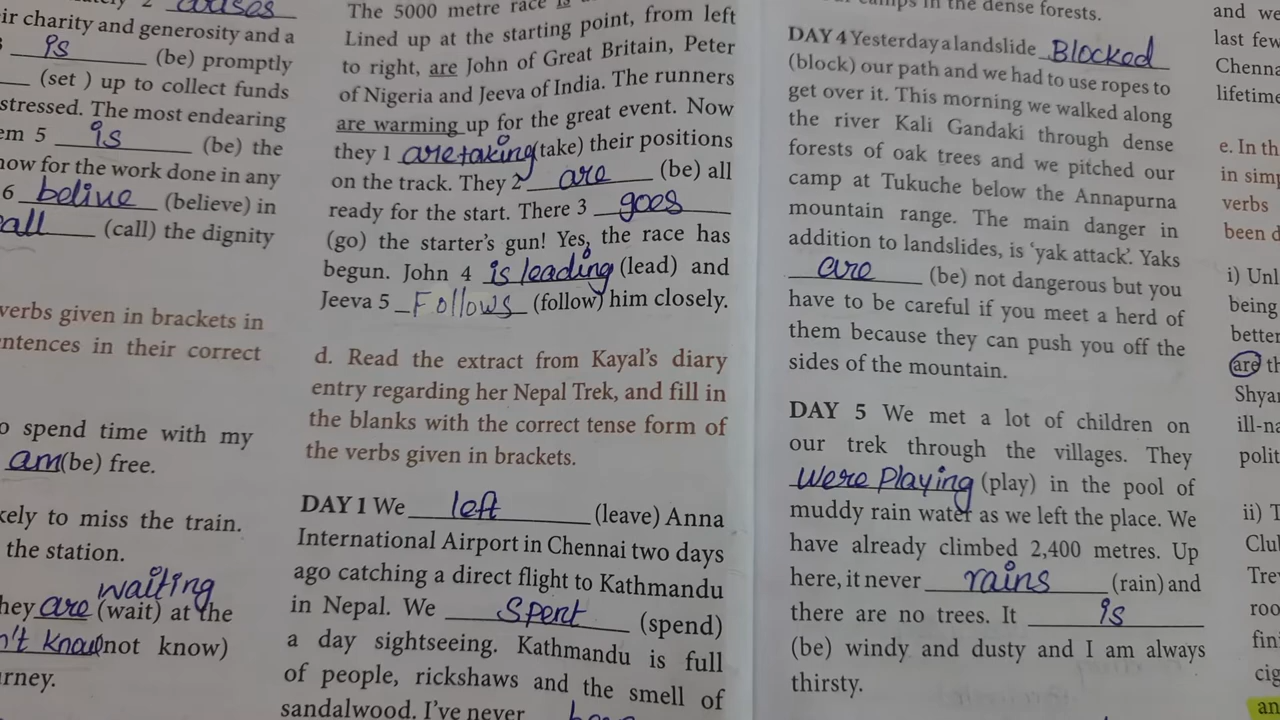 causes
ir charity and generosity and a
is (be) promptly
(set ) up to collect funds
stressed. The most endearing
em 5 is (be) the
now for the work done in any
6 belive (believe) in
call (call) the dignity
verbs given in brackets in
ntences in their correct
o spend time with my
am(be) free.
kely to miss the train.
the station.
waiting
hey are (wait) at the
n't know(not know)
rney.
The 5000 metre race is
Lined up at the starting point, from left
to right, are John of Great Britain, Peter
of Nigeria and Jeeva of India. The runners
are warming up for the great event. Now
they 1 are taking (take) their positions
on the track. They 2 are (be) all
ready for the start. There 3 goes
(go) the starter's gun! Yes, the race has
begun. John 4 is leading (lead) and
Jeeva 5 Follows (follow) him closely.
d. Read the extract from Kayal's diary
entry regarding her Nepal Trek, and fill in
the blanks with the correct tense form of
the verbs given in brackets.
DAY 1 We left (leave) Anna
International Airport in Chennai two days
ago catching a direct flight to Kathmandu
in Nepal. We Spent (spend)
a day sightseeing. Kathmandu is full
of people, rickshaws and the smell of
sandalwood. I've never
in the dense forests.
DAY 4 Yesterday a landslide Blocked
(block) our path and we had to use ropes to
get over it. This morning we walked along
the river Kali Gandaki through dense
forests of oak trees and we pitched our
camp at Tukuche below the Annapurna
mountain range. The main danger in
addition to landslides, is 'yak attack'. Yaks
are (be) not dangerous but you
have to be careful if you meet a herd of
them because they can push you off the
sides of the mountain.
DAY 5 We met a lot of children on
our trek through the villages. They
Were Playing (play) in the pool of
muddy rain water as we left the place. We
have already climbed 2,400 metres. Up
here, it never rains (rain) and
there are no trees. It is
(be) windy and dusty and I am always
thirsty.
and we
last few
Chenna
lifetime
e. In th
in simp
verbs
been d
i) Unl
being
better
are th
Shyam
ill-na
polit
ii) T
Clu
Tre
roo
fin
cig
an